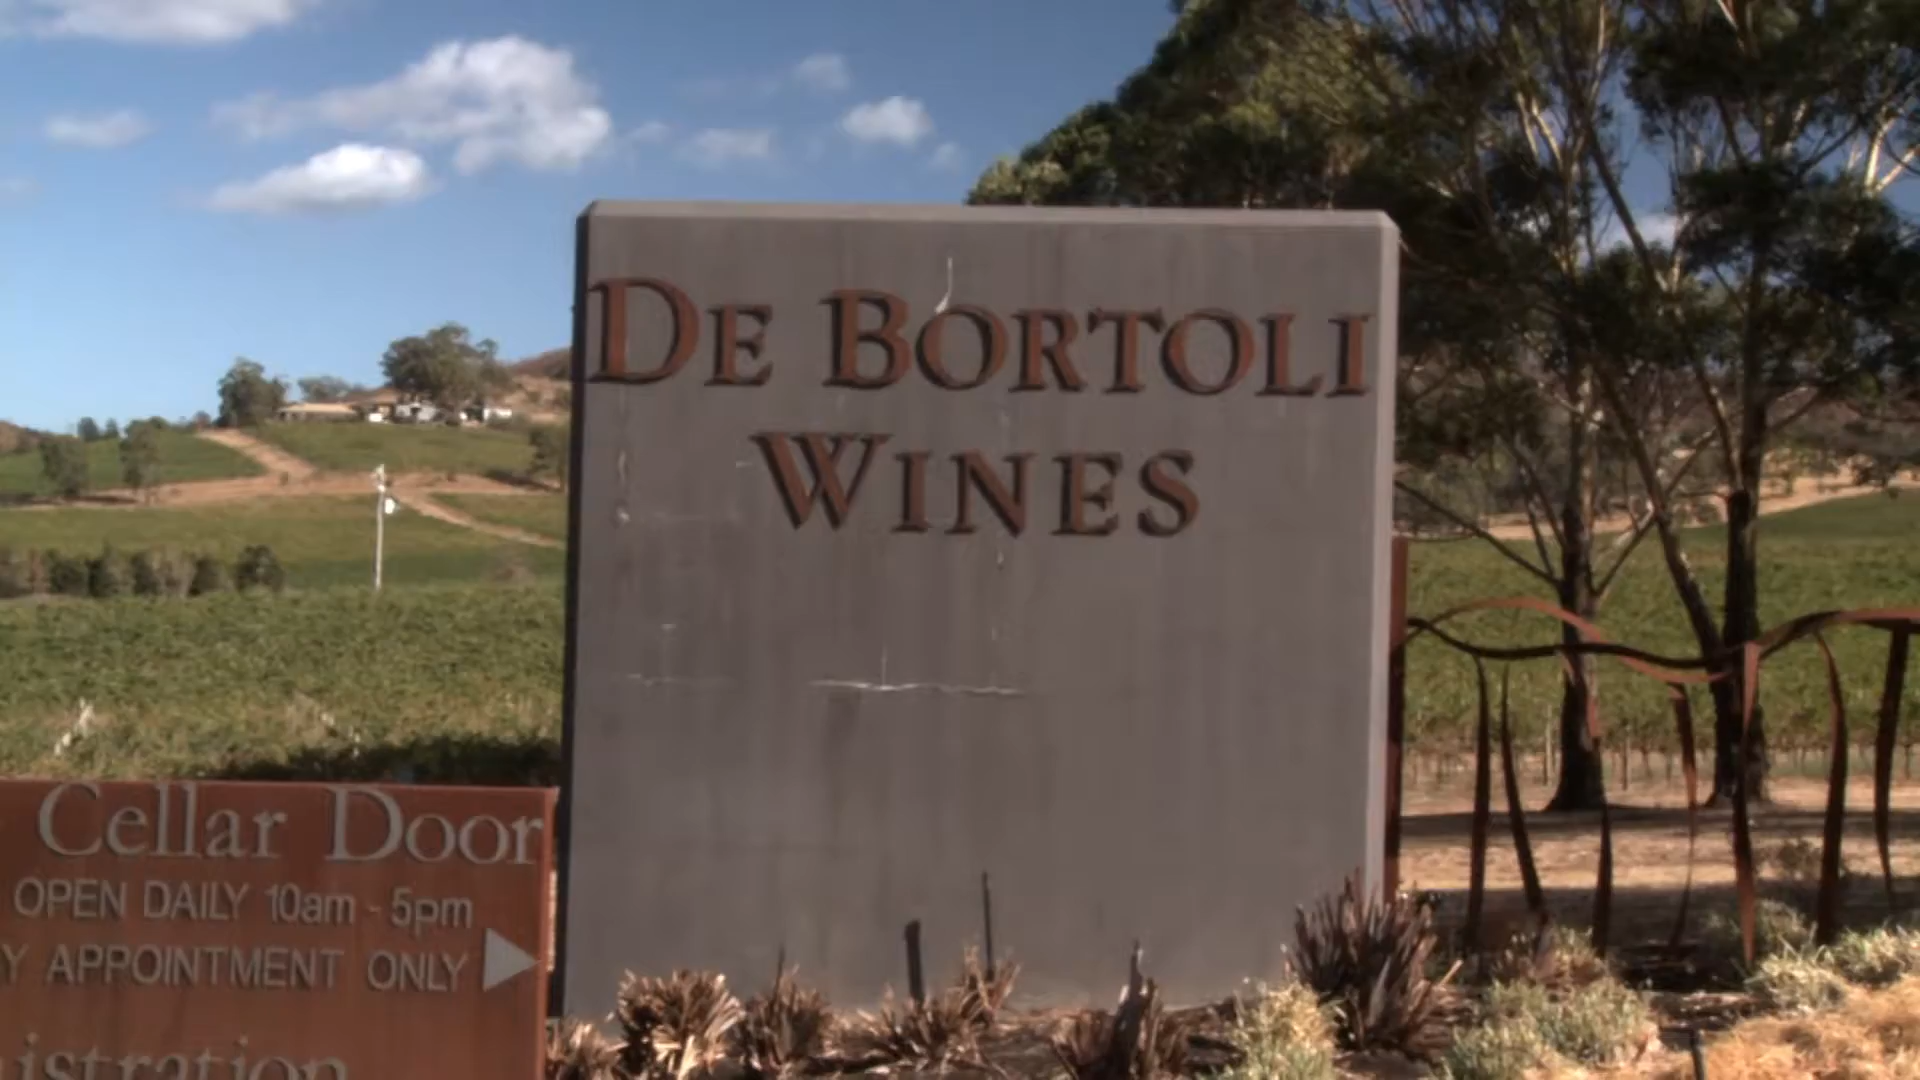 De Bortoli
Wines
Cellar Door
OPEN DAILY 10am - 5pm
APPOINTMENT ONLY